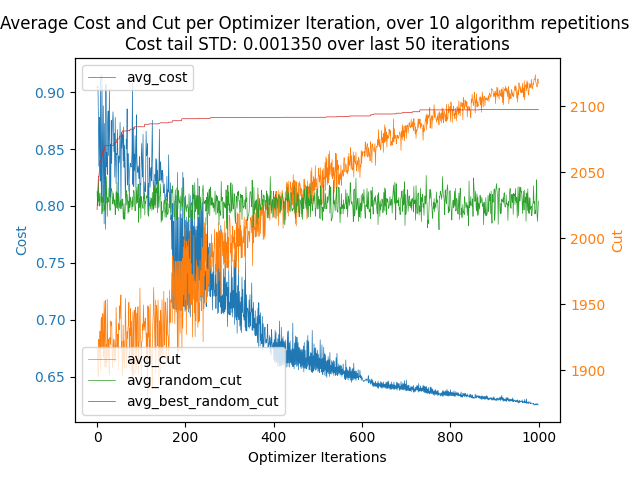 Average Cost and Cut per Optimizer Iteration, over 10 algorithm repetitions
Cost tail STD: 0.001350 over last 50 iterations
avg_cost
0.90
0.85
0.80
0.75
0.70
0.65
Cost
2100
2050
2000
1950
1900
Cut
avg_cut
avg_random_cut
avg_best_random_cut
0 200 400 600 800 1000
Optimizer Iterations